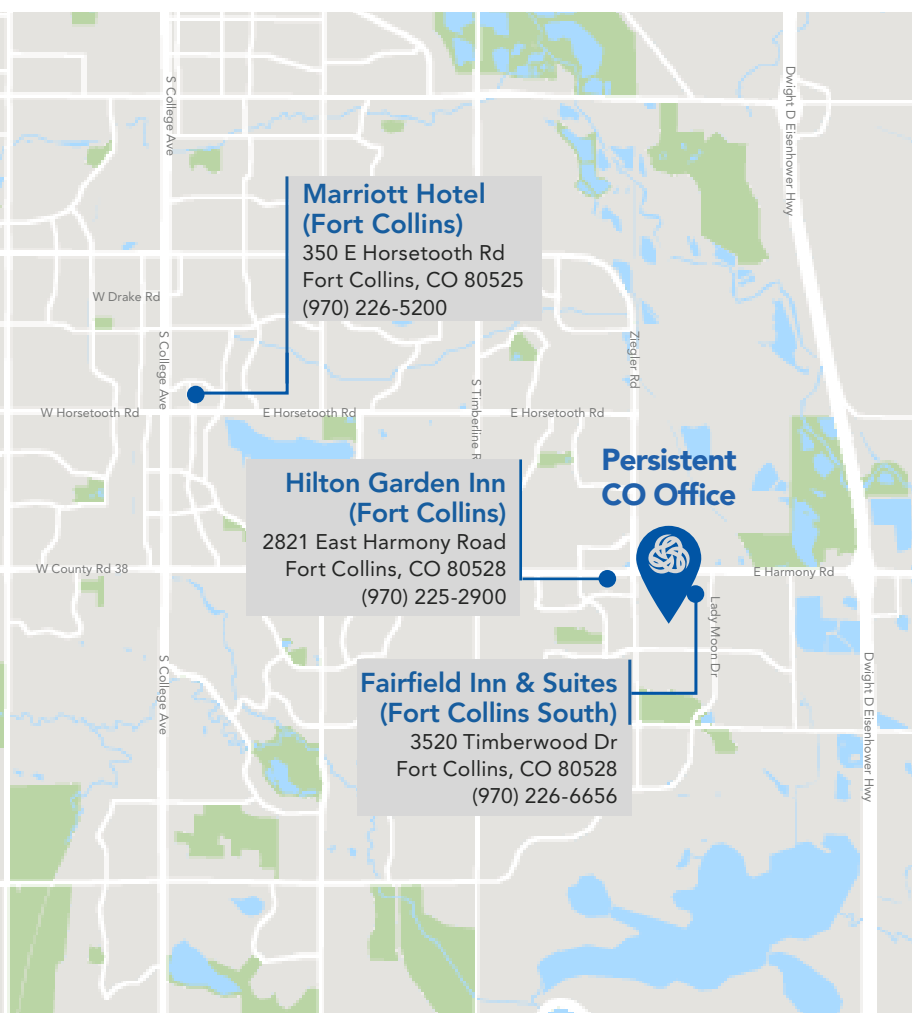 S College Ave
Dwight D Eisenhower Hwy
Marriott Hotel
(Fort Collins)
350 E Horsetooth Rd
Fort Collins, CO 80525
(970) 226-5200
W Drake Rd
S College Ave
Ziegler Rd
W Horsetooth Rd
E Horsetooth Rd
S Timberline R
E Horsetooth Rd
Persistent
CO Office
Hilton Garden Inn
(Fort Collins)
2821 East Harmony Road
Fort Collins, CO 80528
(970) 225-2900
W County Rd 38
E Harmony Rd
Lady Moon Dr
S College Ave
Dwight D Eisenhower Hwy
Fairfield Inn & Suites
(Fort Collins South)
3520 Timberwood Dr
Fort Collins, CO 80528
(970) 226-6656